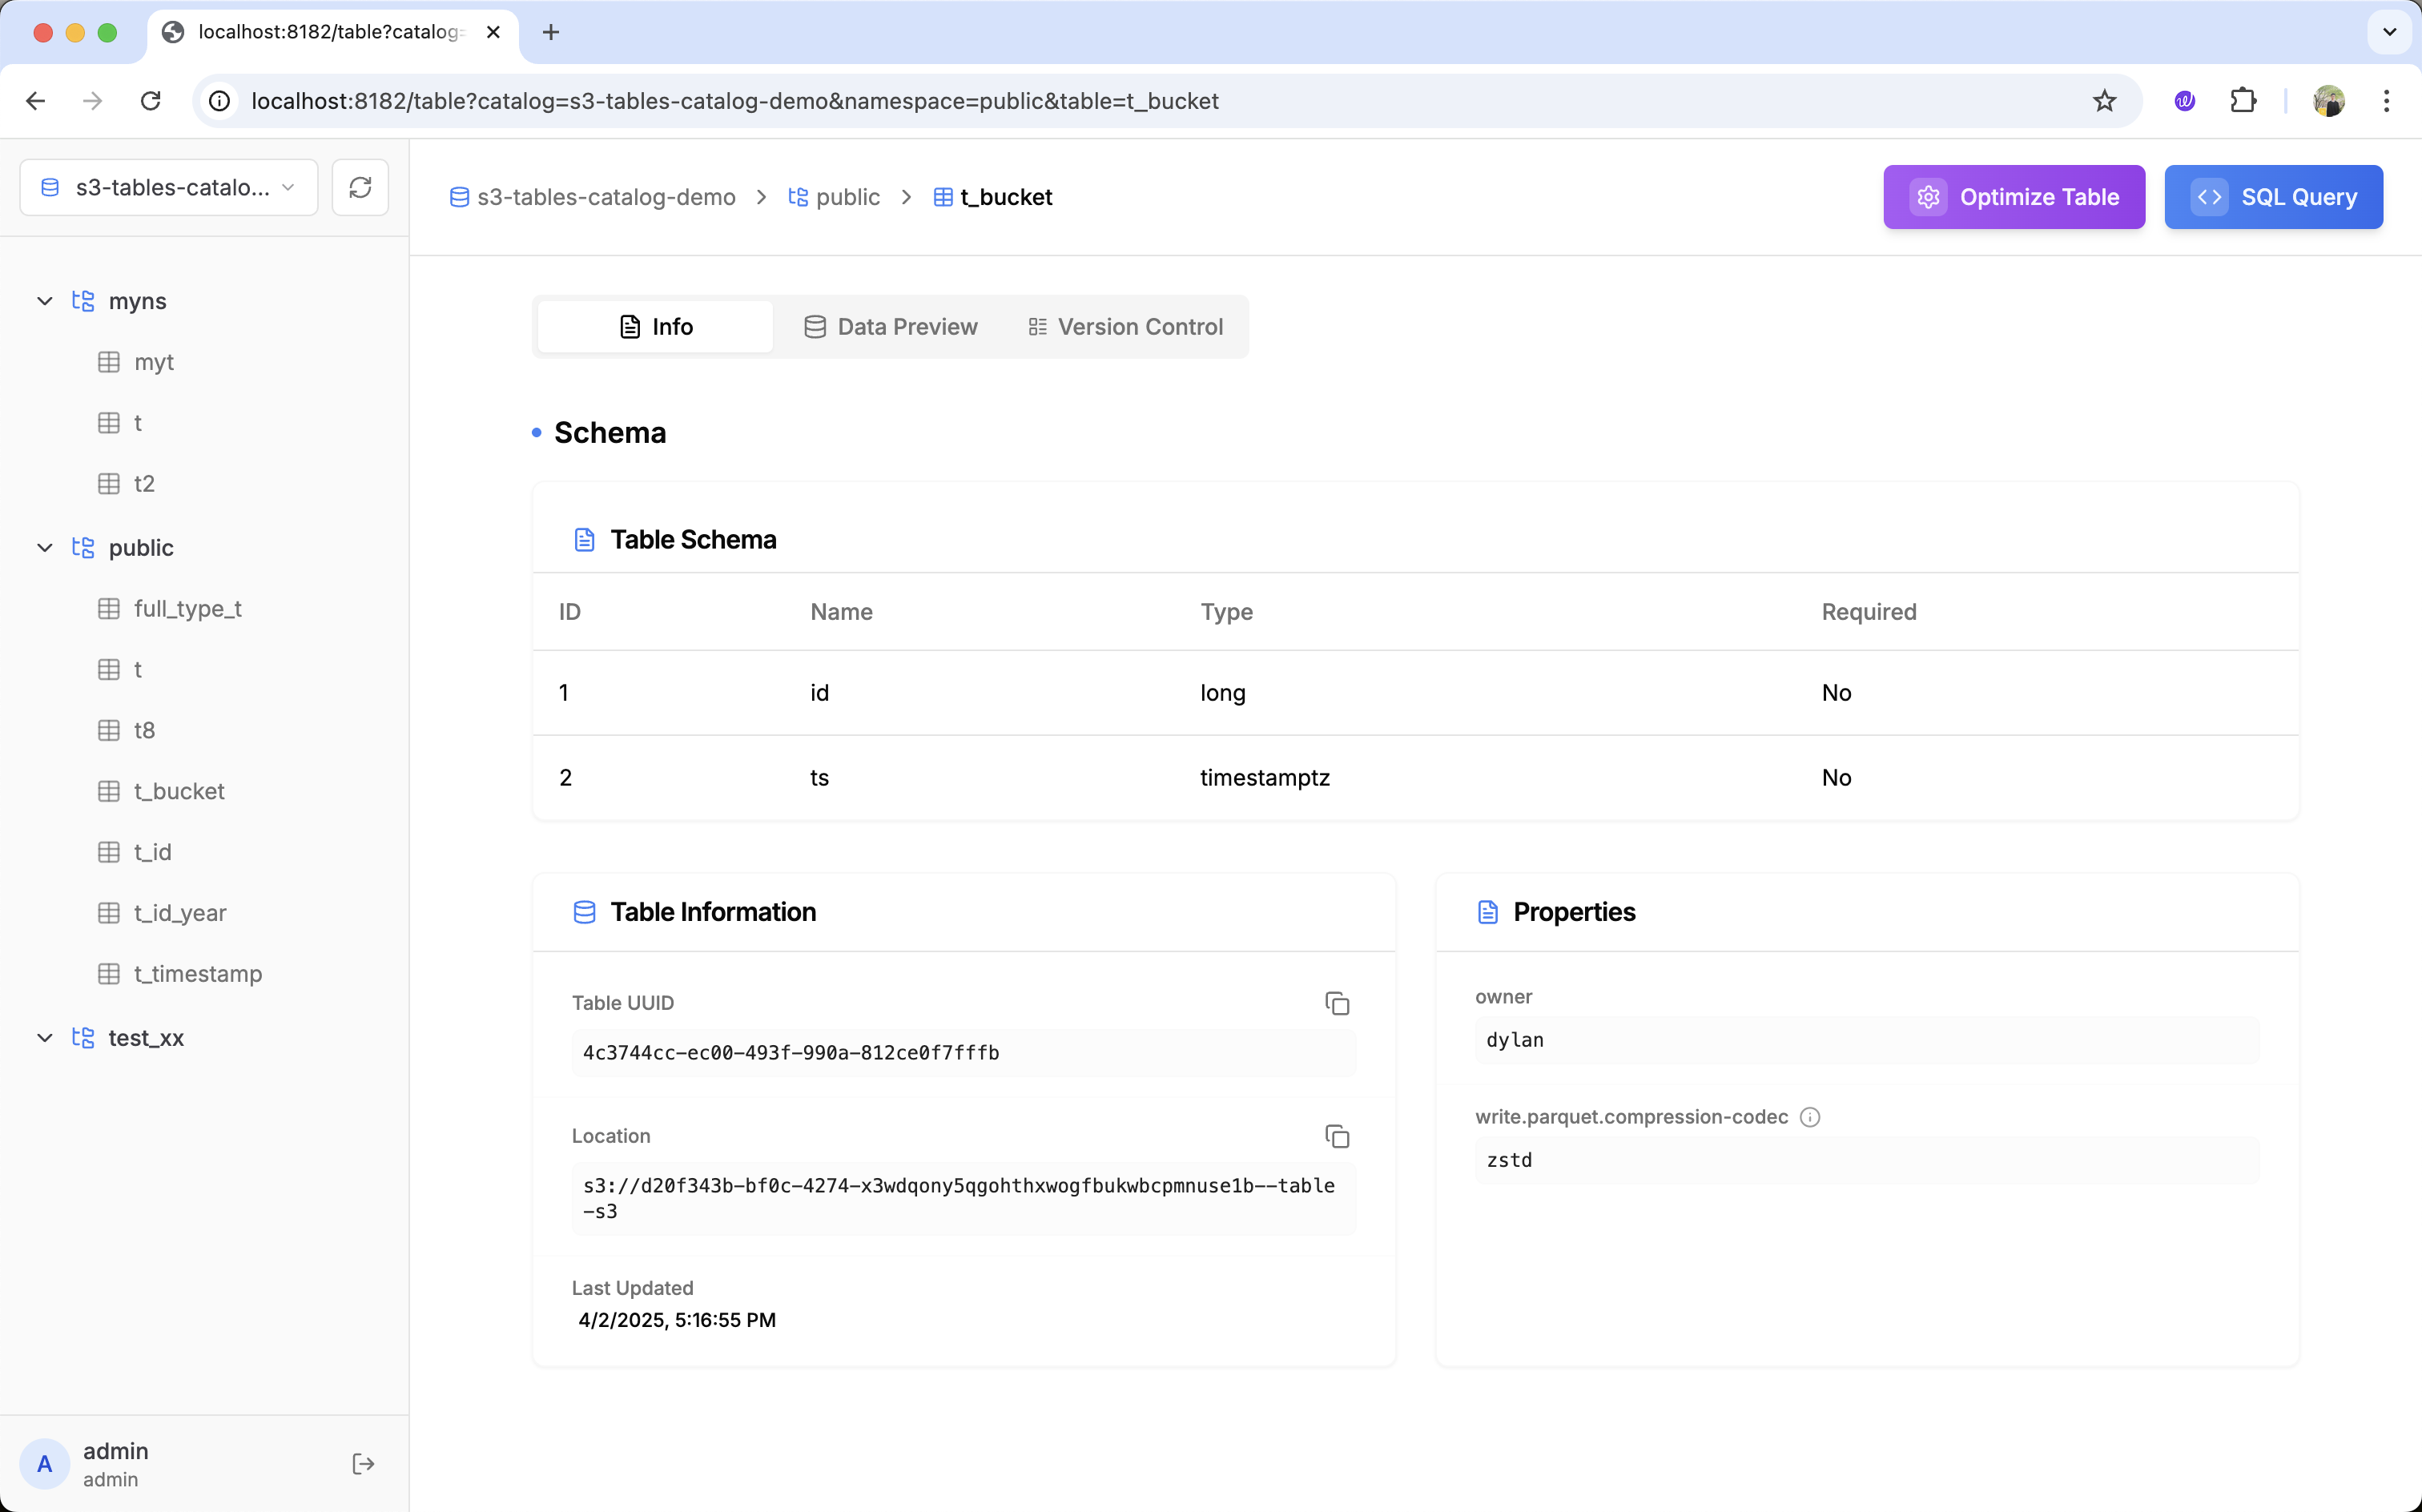 localhost:8182/table?catalog=
localhost:8182/table?catalog=s3-tables-catalog-demo&namespace=public&table=t_bucket
s3-tables-catalo...
s3-tables-catalog-demo
public
t_bucket
Optimize Table
SQL Query
myns
myt
t
t2
public
full_type_t
t
t8
t_bucket
t_id
t_id_year
t_timestamp
test_xx
A
admin
admin
Info
Data Preview
Version Control
Schema
Table Schema
ID Name Type Required
1 id long No
2 ts timestamptz No
Table Information
Table UUID
4c3744cc-ec00-493f-990a-812ce0f7fffb
Location
s3://d20f343b-bf0c-4274-x3wdqony5qgohthxwogfbukwbcpmnuse1b--table
-s3
Last Updated
4/2/2025, 5:16:55 PM
Properties
owner
dylan
write.parquet.compression-codec
zstd